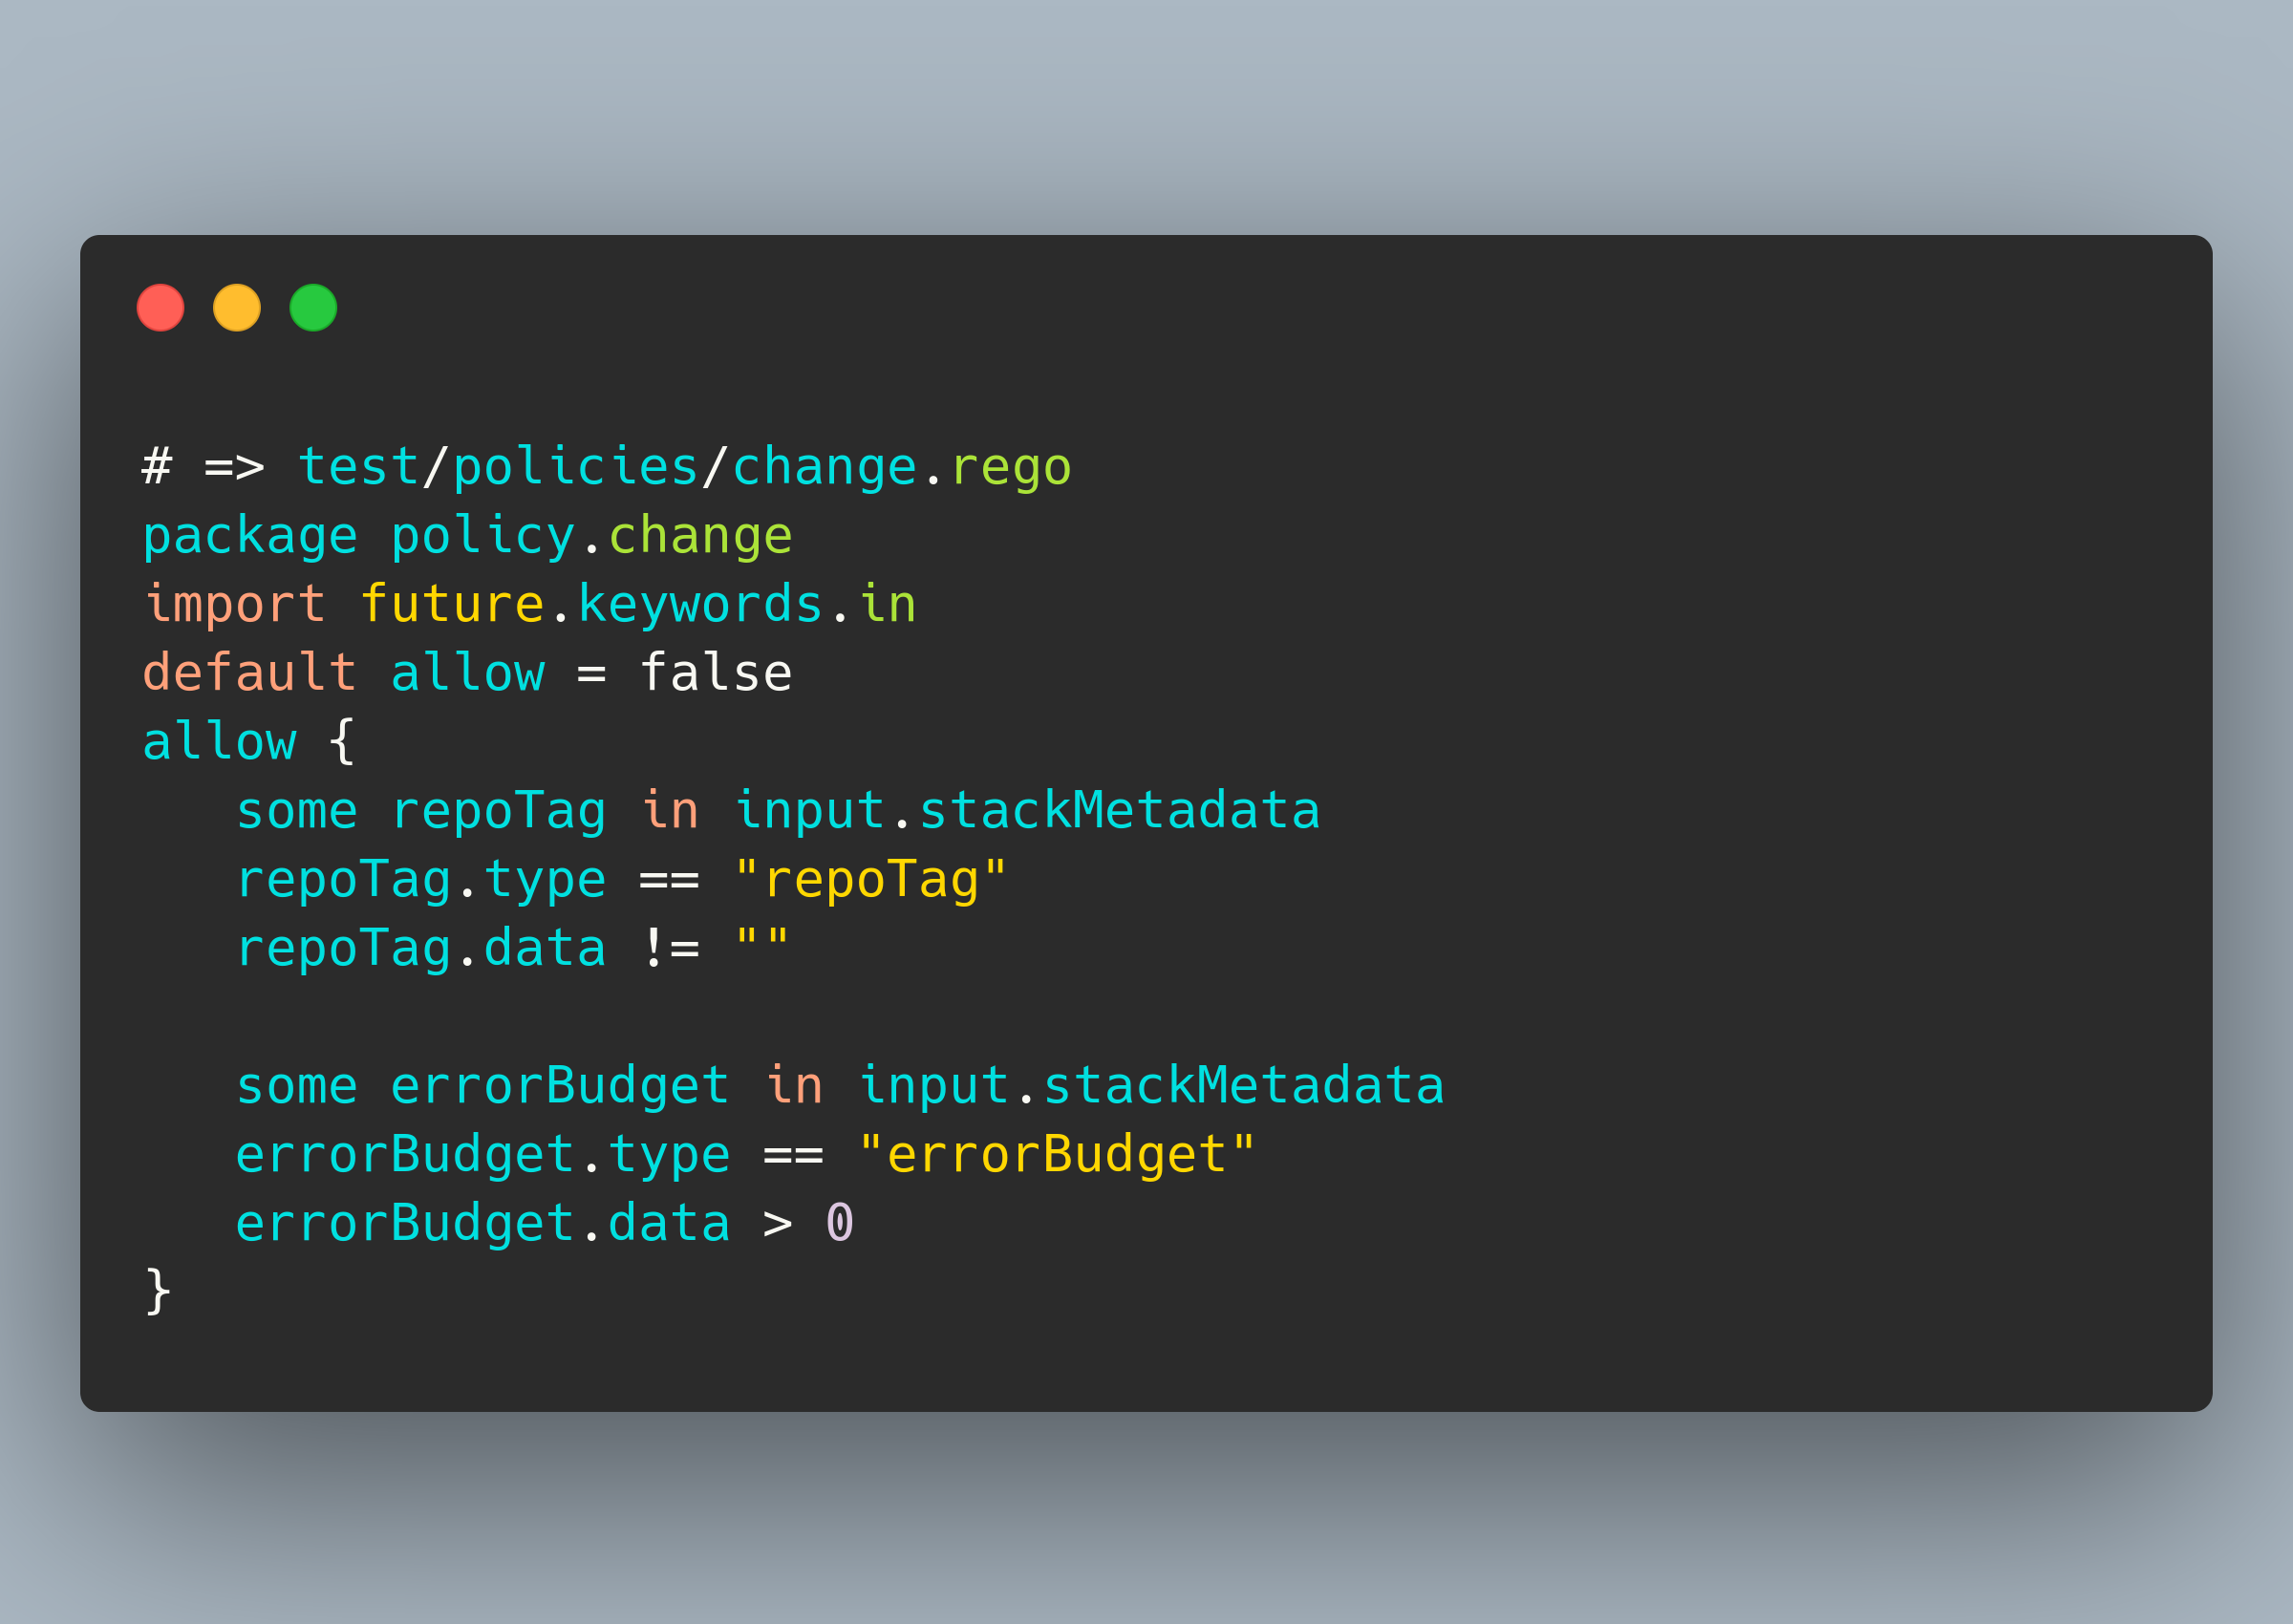 # => test/policies/change.rego
package policy.change
import future.keywords.in
default allow = false
allow {
   some repoTag in input.stackMetadata
   repoTag.type == "repoTag"
   repoTag.data != ""

   some errorBudget in input.stackMetadata
   errorBudget.type == "errorBudget"
   errorBudget.data > 0
}